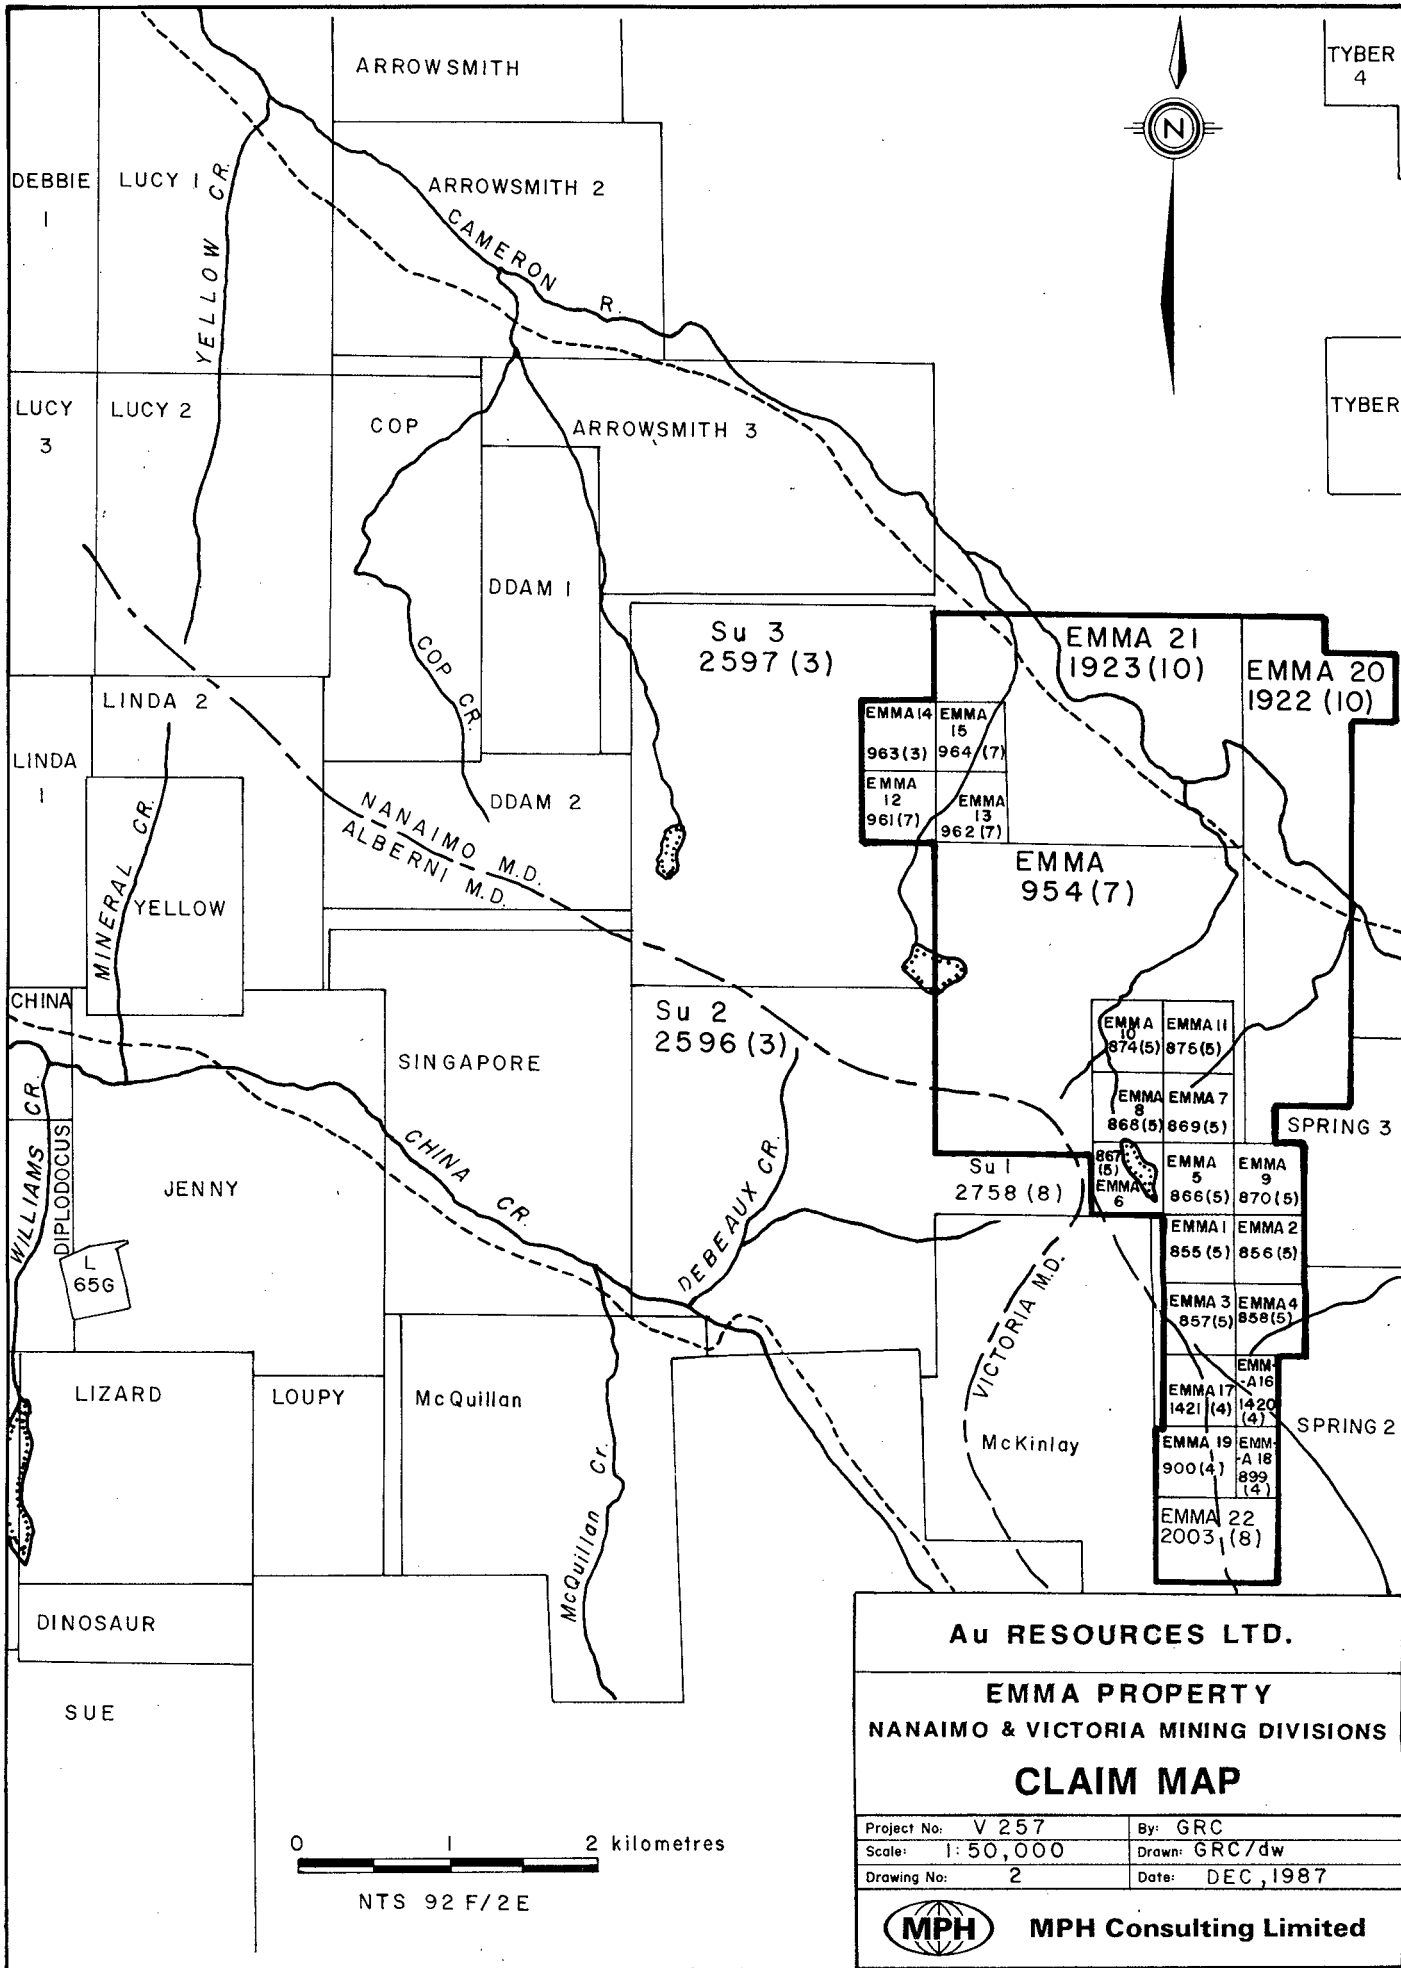 ARROWSMITH
TYBER
4
N
DEBBIE
1
LUCY 1
YELLOW CR.
ARROWSMITH 2
CAMERON R.
LUCY
3
LUCY 2
COP
ARROWSMITH 3
TYBER
DDAM 1
COP CR.
Su 3
2597 (3)
EMMA 21
1923 (10)
EMMA 20
1922 (10)
LINDA 2
LINDA
1
EMMA 14
963(3)
EMMA
15
964 (7)
EMMA
12
961(7)
EMMA
13
962 (7)
MINERAL CR.
YELLOW
DDAM 2
NANAIMO M.D.
ALBERNI M.D.
EMMA
954 (7)
CHINA
SINGAPORE
Su 2
2596 (3)
EMMA
10
874(5)
EMMA 11
875(5)
EMMA
8
868(5)
EMMA 7
869(5)
SPRING 3
WILLIAMS CR.
DIPLODOCUS
JENNY
CHINA CR.
DEBEAUX CR.
Su 1
2758 (8)
867
(5)
EMMA
6
EMMA
5
866(5)
EMMA
9
870(5)
L
65G
EMMA 1
855 (5)
EMMA 2
856(5)
EMMA 3
857(5)
EMMA 4
858(5)
VICTORIA M.D.
LIZARD
LOUPY
McQuillan
McQuillan Cr.
McKinlay
EMMA 17
1421 (4)
EMM-
-A16
1420
(4)
SPRING 2
EMMA 19
900(4)
EMM-
-A 18
899
(4)
EMMA 22
2003 (8)
DINOSAUR
SUE
Au RESOURCES LTD.
EMMA PROPERTY
NANAIMO & VICTORIA MINING DIVISIONS
CLAIM MAP
Project No: V 257
By: GRC
Scale: 1:50,000
Drawn: GRC/dw
Drawing No: 2
Date: DEC, 1987
MPH MPH Consulting Limited
0 1 2 kilometres
NTS 92 F/2E